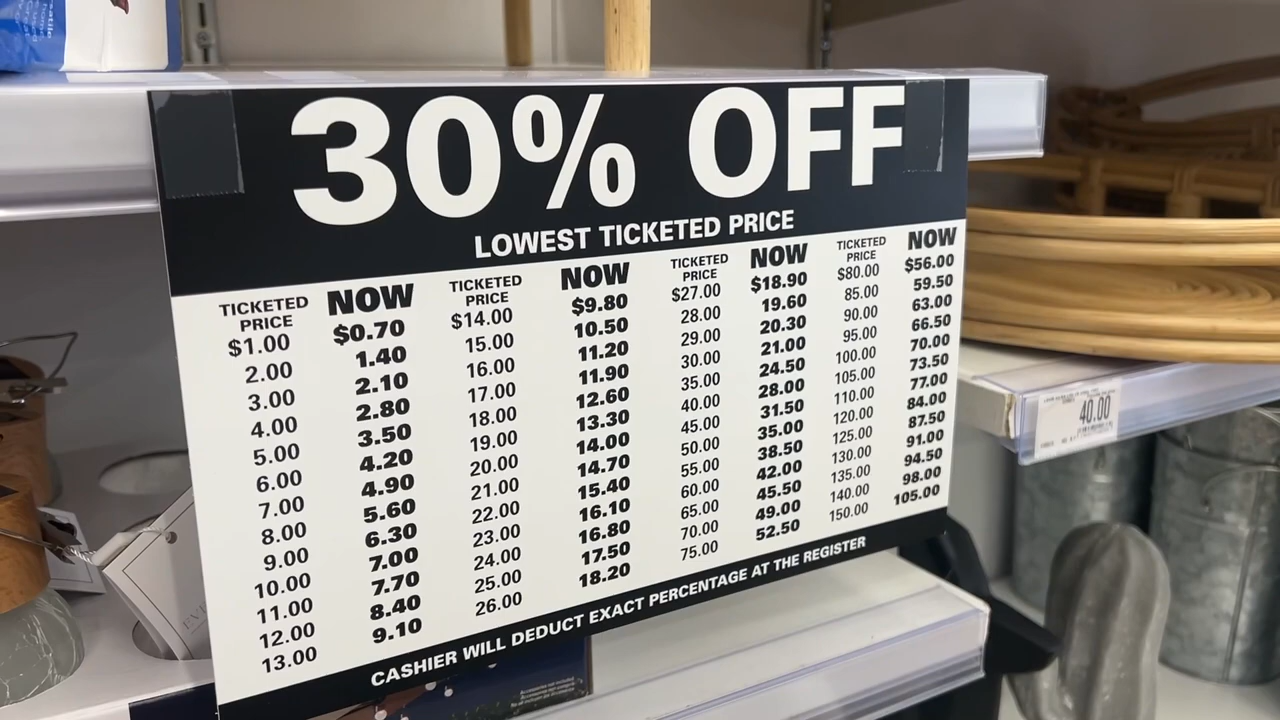 30% OFF
LOWEST TICKETED PRICE
TICKETED PRICE NOW TICKETED PRICE NOW TICKETED PRICE NOW TICKETED PRICE NOW
$1.00 $0.70 $14.00 $9.80 $27.00 $18.90 $80.00 $56.00
2.00 1.40 15.00 10.50 28.00 19.60 85.00 59.50
3.00 2.10 16.00 11.20 29.00 20.30 90.00 63.00
4.00 2.80 17.00 11.90 30.00 21.00 95.00 66.50
5.00 3.50 18.00 12.60 35.00 24.50 100.00 70.00
6.00 4.20 19.00 13.30 40.00 28.00 105.00 73.50
7.00 4.90 20.00 14.00 45.00 31.50 110.00 77.00
8.00 5.60 21.00 14.70 50.00 35.00 120.00 84.00
9.00 6.30 22.00 15.40 55.00 38.50 125.00 87.50
10.00 7.00 23.00 16.10 60.00 42.00 130.00 91.00
11.00 7.70 24.00 16.80 65.00 45.50 135.00 94.50
12.00 8.40 25.00 17.50 70.00 49.00 140.00 98.00
13.00 9.10 26.00 18.20 75.00 52.50 150.00 105.00
CASHIER WILL DEDUCT EXACT PERCENTAGE AT THE REGISTER
40.00